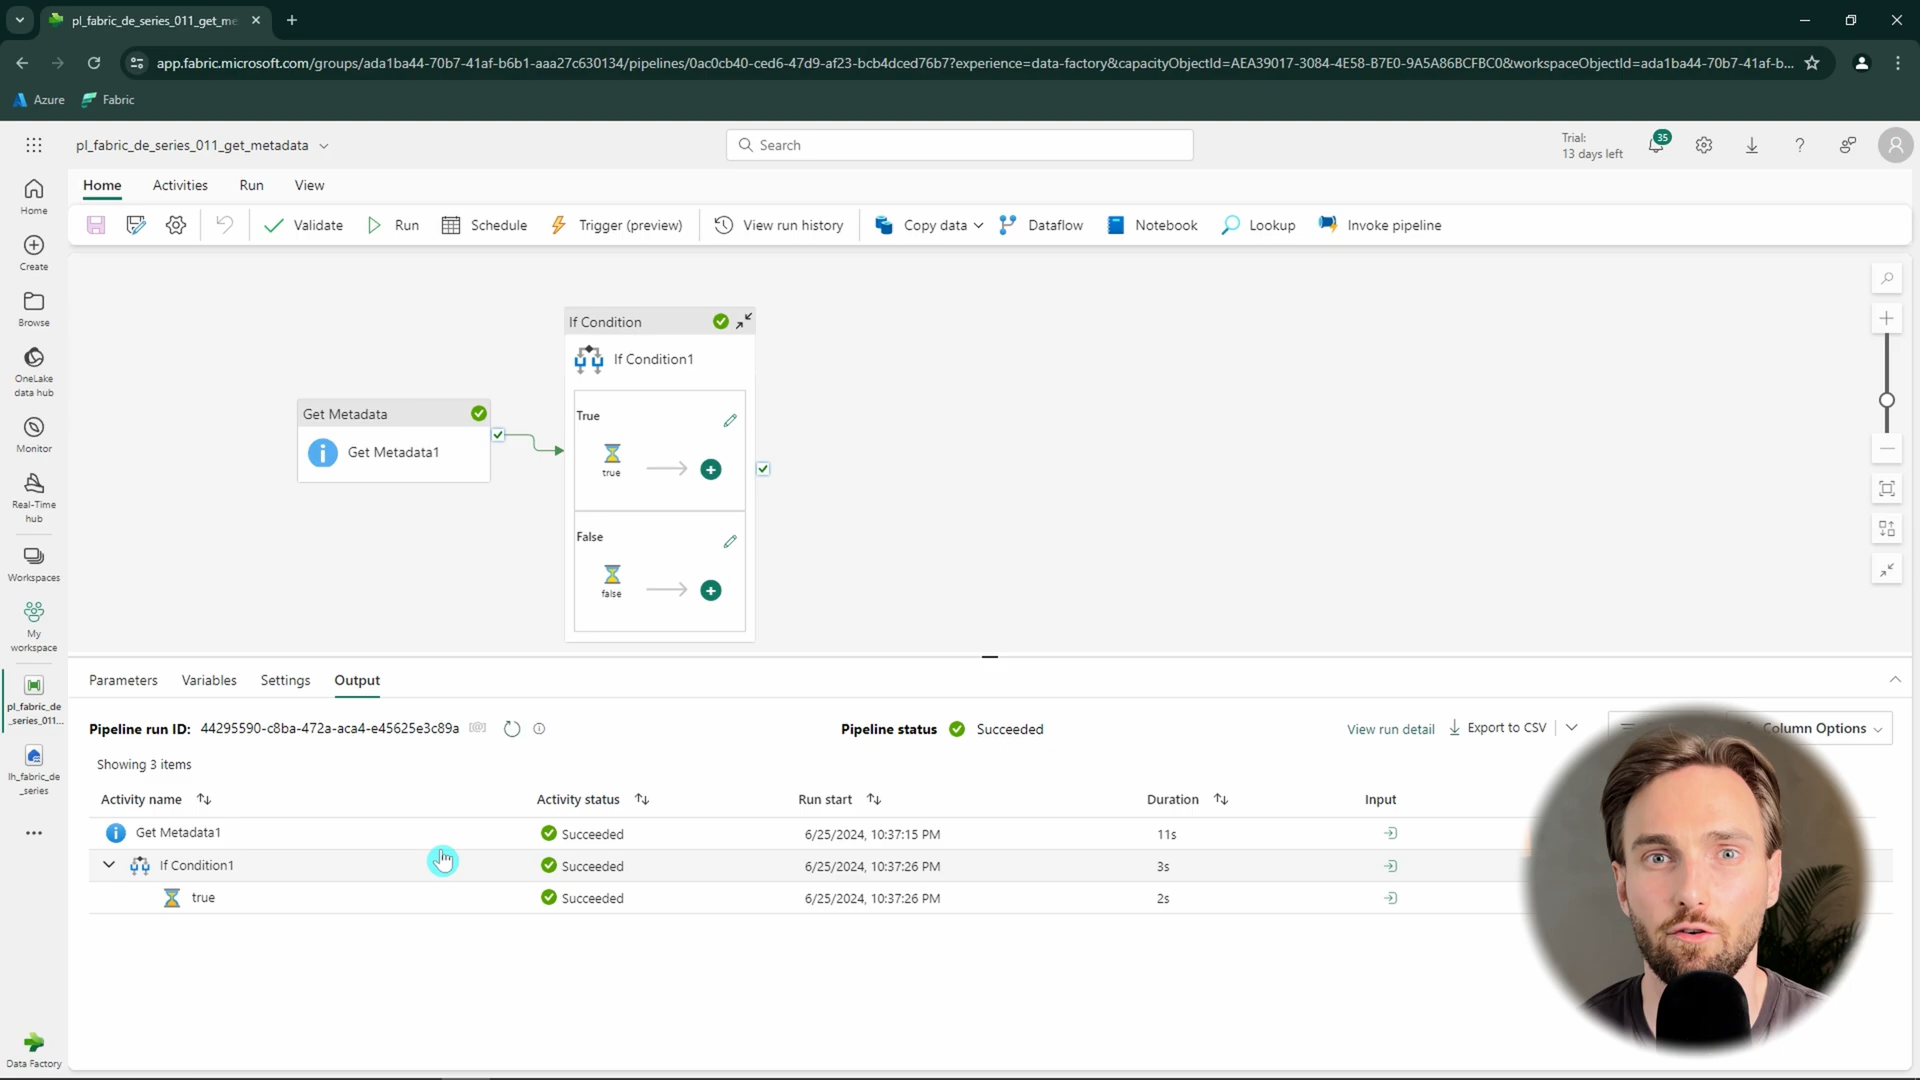 pl_fabric_de_series_011_get_me
app.fabric.microsoft.com/groups/ada1ba44-70b7-41af-b6b1-aaa27c630134/pipelines/0ac0cb40-ced6-47d9-af23-bcb4dced76b7?experience=data-factory&capacityObjectId=AEA39017-3084-4E58-B7E0-9A5A86BCFBC0&workspaceObjectId=ada1ba44-70b7-41af-b...
Azure
Fabric
pl_fabric_de_series_011_get_metadata
Search
Trial:
13 days left
35
Home
Activities
Run
View
Validate
Run
Schedule
Trigger (preview)
View run history
Copy data
Dataflow
Notebook
Lookup
Invoke pipeline
Home
Create
Browse
OneLake
data hub
Monitor
Real-Time
hub
Workspaces
My
workspace
pl_fabric_de
_series_011...
lh_fabric_de
_series
Data Factory
If Condition
If Condition1
True
true
False
false
Get Metadata
Get Metadata1
Parameters
Variables
Settings
Output
Pipeline run ID: 44295590-c8ba-472a-aca4-e45625e3c89a
Pipeline status Succeeded
View run detail
Export to CSV
Column Options
Showing 3 items
Activity name
Activity status
Run start
Duration
Input
Get Metadata1 Succeeded 6/25/2024, 10:37:15 PM 11s
If Condition1 Succeeded 6/25/2024, 10:37:26 PM 3s
true Succeeded 6/25/2024, 10:37:26 PM 2s